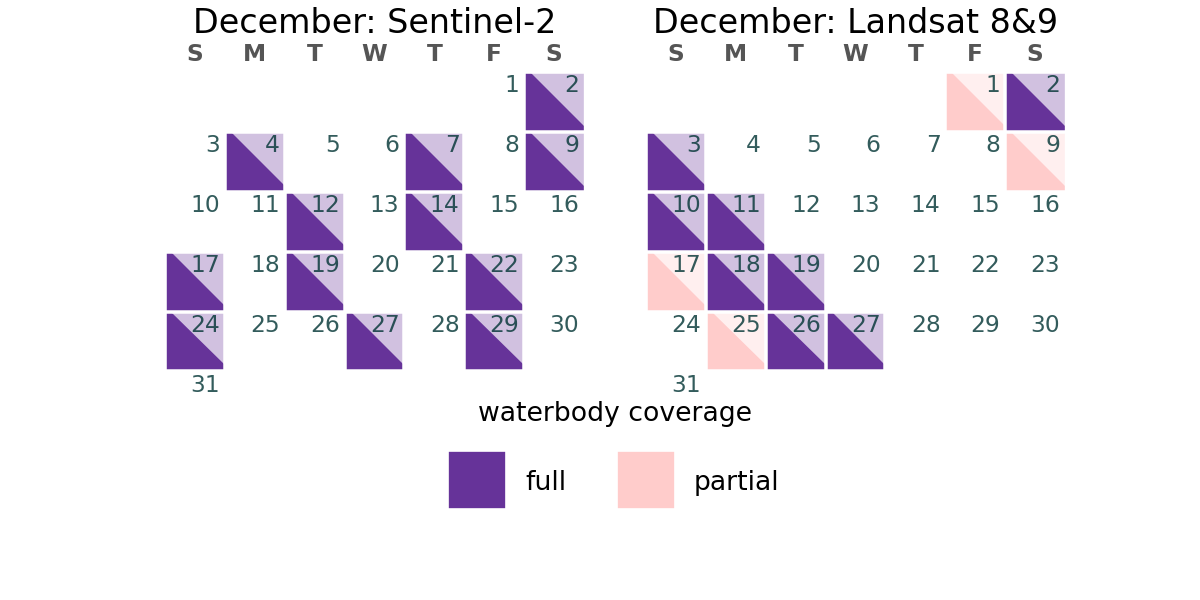 December: Sentinel-2
S M T W T F S
1 2
3 4 5 6 7 8 9
10 11 12 13 14 15 16
17 18 19 20 21 22 23
24 25 26 27 28 29 30
31
December: Landsat 8&9
S M T W T F S
1 2
3 4 5 6 7 8 9
10 11 12 13 14 15 16
17 18 19 20 21 22 23
24 25 26 27 28 29 30
31
waterbody coverage
full partial